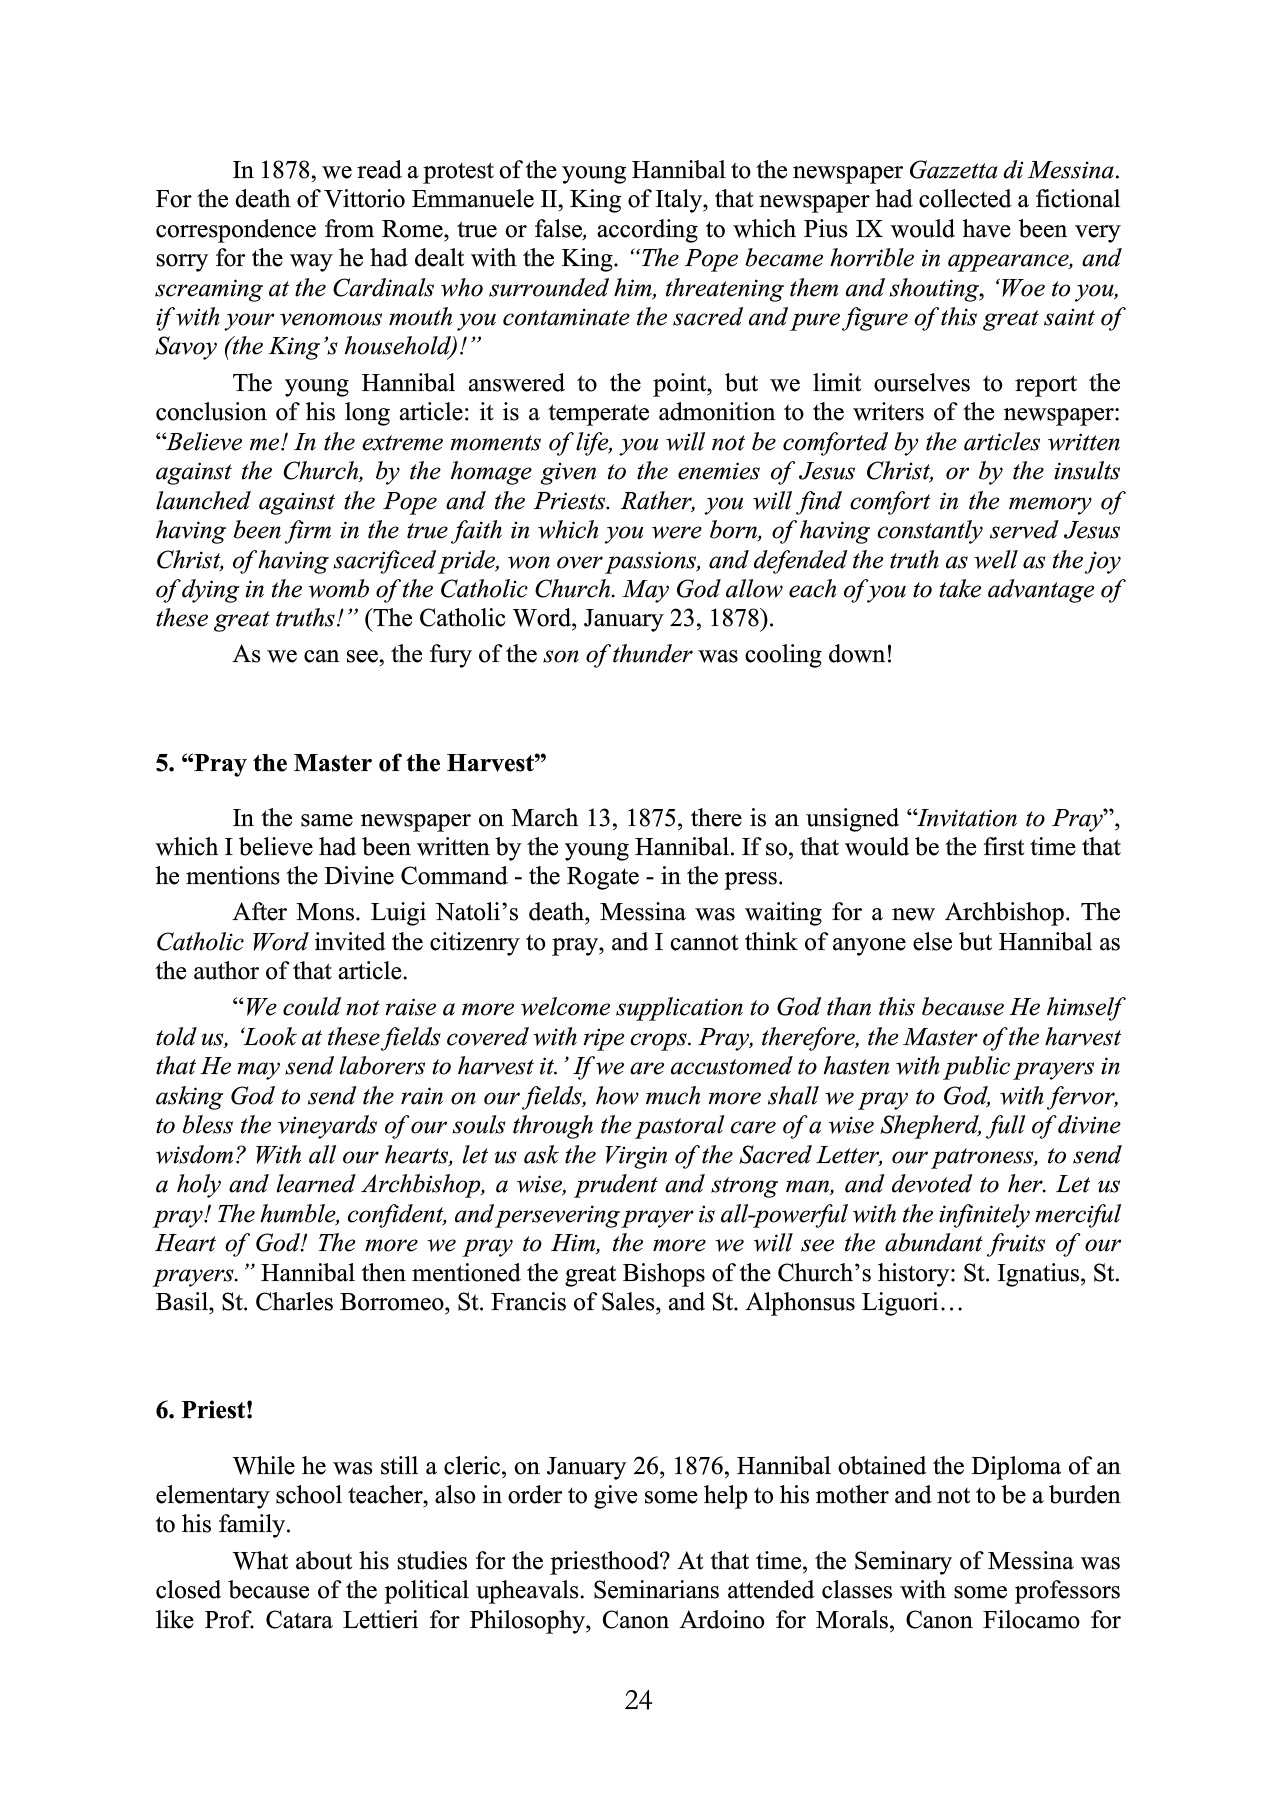 In 1878, we read a protest of the young Hannibal to the newspaper Gazzetta di Messina.
For the death of Vittorio Emmanuele II, King of Italy, that newspaper had collected a fictional
correspondence from Rome, true or false, according to which Pius IX would have been very
sorry for the way he had dealt with the King. “The Pope became horrible in appearance, and
screaming at the Cardinals who surrounded him, threatening them and shouting, ‘Woe to you,
if with your venomous mouth you contaminate the sacred and pure figure of this great saint of
Savoy (the King’s household)!”
The young Hannibal answered to the point, but we limit ourselves to report the
conclusion of his long article: it is a temperate admonition to the writers of the newspaper:
“Believe me! In the extreme moments of life, you will not be comforted by the articles written
against the Church, by the homage given to the enemies of Jesus Christ, or by the insults
launched against the Pope and the Priests. Rather, you will find comfort in the memory of
having been firm in the true faith in which you were born, of having constantly served Jesus
Christ, of having sacrificed pride, won over passions, and defended the truth as well as the joy
of dying in the womb of the Catholic Church. May God allow each of you to take advantage of
these great truths!” (The Catholic Word, January 23, 1878).
As we can see, the fury of the son of thunder was cooling down!
5. “Pray the Master of the Harvest”
In the same newspaper on March 13, 1875, there is an unsigned “Invitation to Pray”,
which I believe had been written by the young Hannibal. If so, that would be the first time that
he mentions the Divine Command - the Rogate - in the press.
After Mons. Luigi Natoli’s death, Messina was waiting for a new Archbishop. The
Catholic Word invited the citizenry to pray, and I cannot think of anyone else but Hannibal as
the author of that article.
“We could not raise a more welcome supplication to God than this because He himself
told us, ‘Look at these fields covered with ripe crops. Pray, therefore, the Master of the harvest
that He may send laborers to harvest it.’ If we are accustomed to hasten with public prayers in
asking God to send the rain on our fields, how much more shall we pray to God, with fervor,
to bless the vineyards of our souls through the pastoral care of a wise Shepherd, full of divine
wisdom? With all our hearts, let us ask the Virgin of the Sacred Letter, our patroness, to send
a holy and learned Archbishop, a wise, prudent and strong man, and devoted to her. Let us
pray! The humble, confident, and persevering prayer is all-powerful with the infinitely merciful
Heart of God! The more we pray to Him, the more we will see the abundant fruits of our
prayers.” Hannibal then mentioned the great Bishops of the Church’s history: St. Ignatius, St.
Basil, St. Charles Borromeo, St. Francis of Sales, and St. Alphonsus Liguori…
6. Priest!
While he was still a cleric, on January 26, 1876, Hannibal obtained the Diploma of an
elementary school teacher, also in order to give some help to his mother and not to be a burden
to his family.
What about his studies for the priesthood? At that time, the Seminary of Messina was
closed because of the political upheavals. Seminarians attended classes with some professors
like Prof. Catara Lettieri for Philosophy, Canon Ardoino for Morals, Canon Filocamo for
24